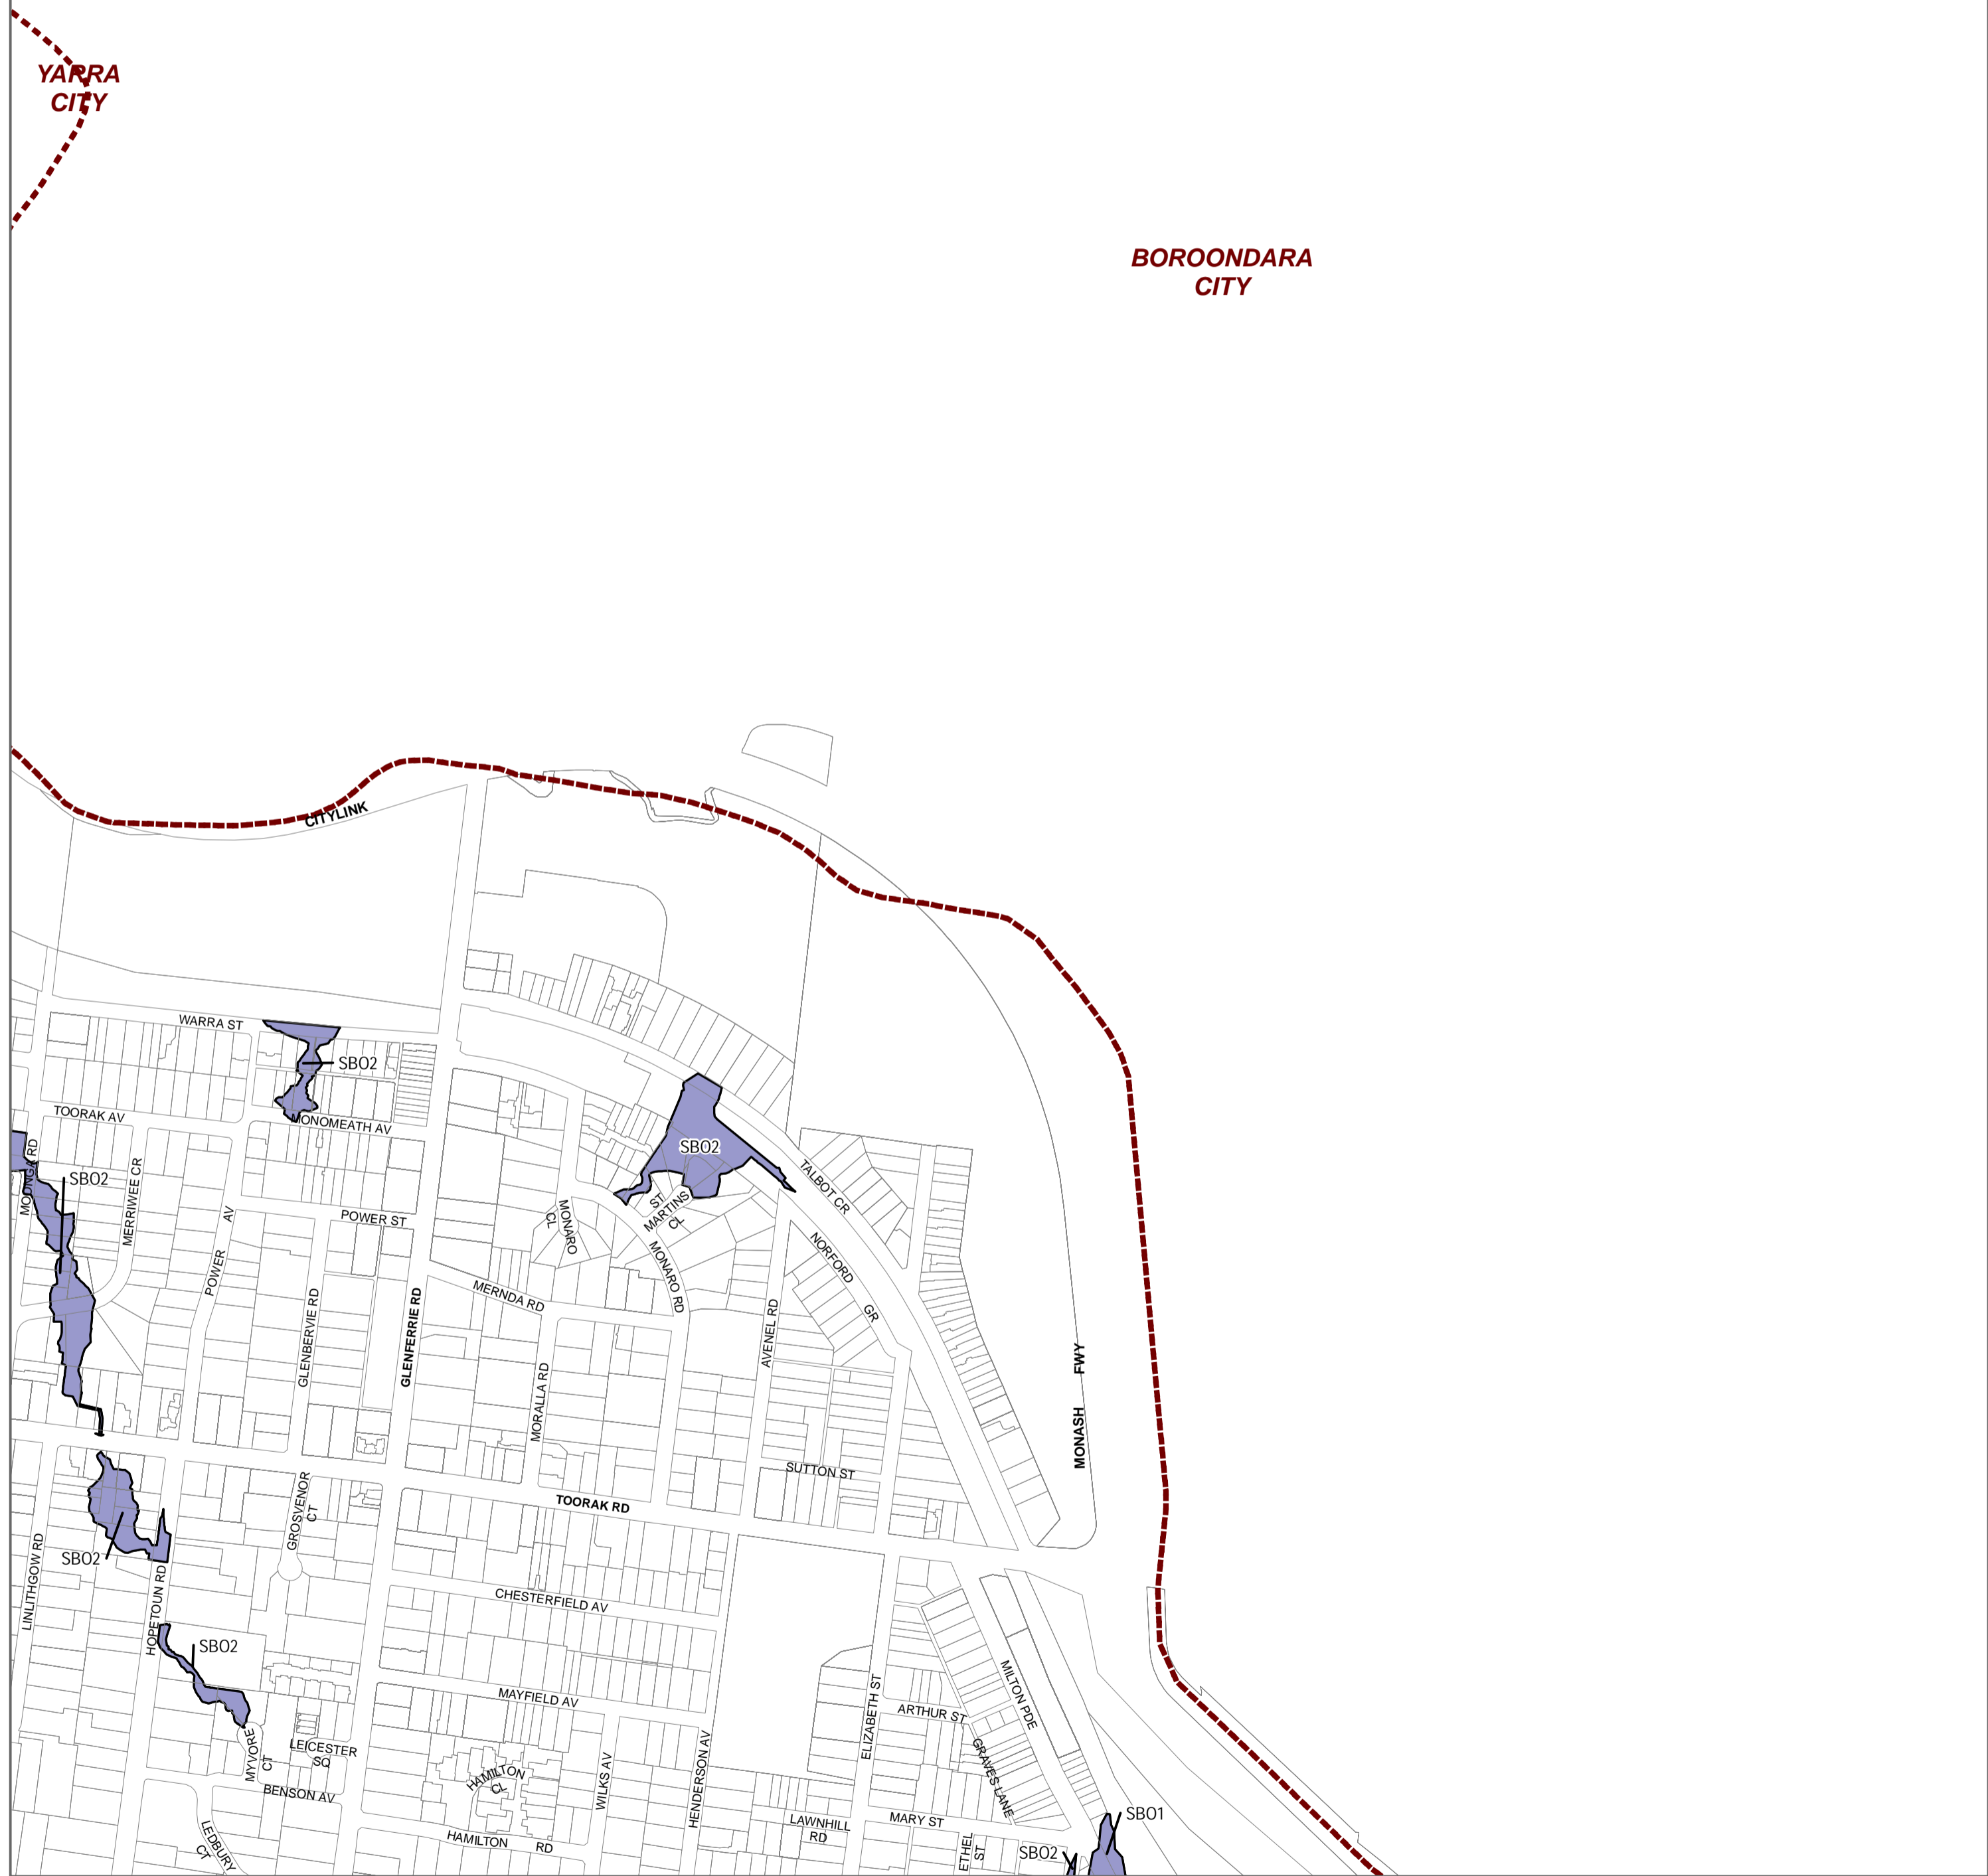 YARRA
CITY
BOROONDARA
CITY
CITYLINK
WARRA ST
SBO2
TOORAK AV
MONOMEATH AV
MOONGA RD
SBO2
MERRIWEE CR
POWER AV
POWER ST
SBO2
ST
MARTINS
CL
MONARO
CL
MONARO RD
TALBOT CR
NORFORD GR
MERNDA RD
GLENBERVIE RD
GLENFERRIE RD
MORALLA RD
AVENEL RD
MONASH FWY
SUTTON ST
TOORAK RD
GROSVENOR
CT
LINLITHGOW RD
SBO2
HOPETOUN RD
CHESTERFIELD AV
SBO2
MAYFIELD AV
MYVORE
CT
LEICESTER
SQ
BENSON AV
HAMILTON
CL
WILKS AV
HENDERSON AV
ELIZABETH ST
ARTHUR ST
MILTON PDE
GRAVES LANE
LEDBURY
CT
HAMILTON RD
LAWNHILL
RD
MARY ST
ETHEL
ST
SBO2
SBO1